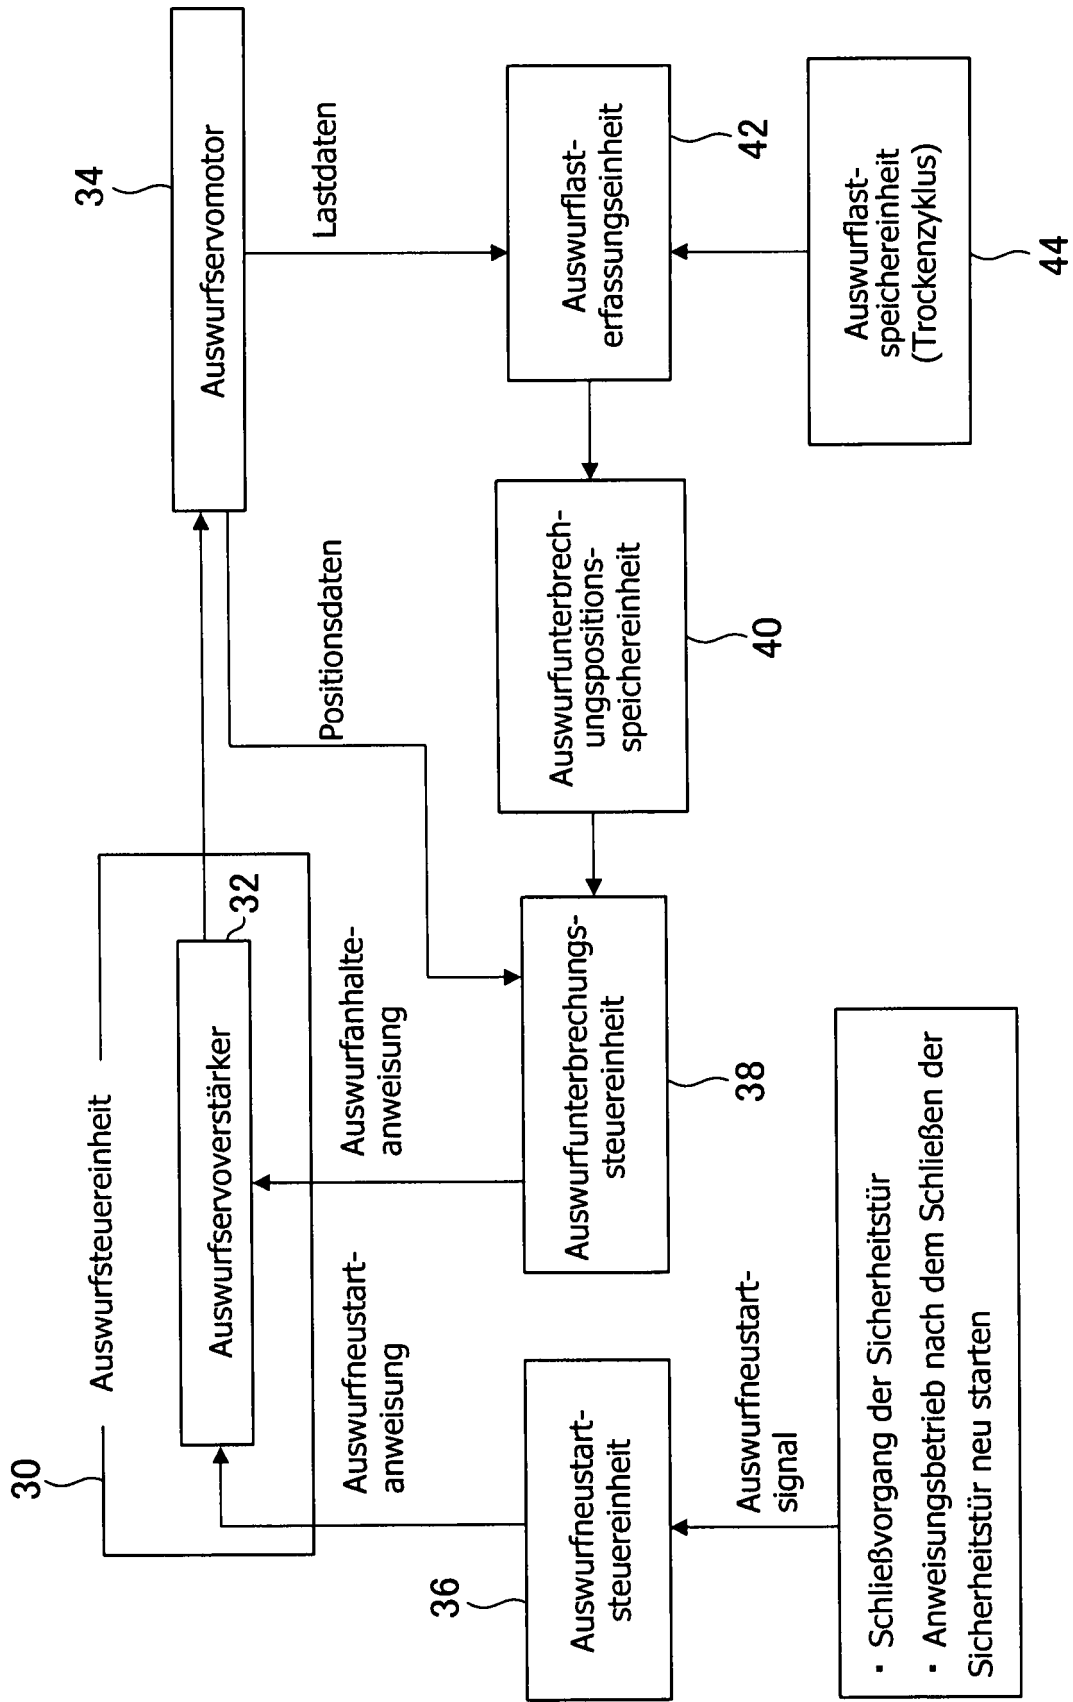 30
Auswurfsteuereinheit
Auswurfservoverstärker
32
34
Auswurfservomotor
Auswurfneustart-
anweisung
Auswurfanhalte-
anweisung
Positionsdaten
Lastdaten
36
Auswurfneustart-
steuereinheit
Auswurfunterbrechungs-
steuereinheit
38
Auswurfunterbrech-
ungspositions-
speichereinheit
40
Auswurflast-
erfassungseinheit
42
Auswurfneustart-
signal
· Schließvorgang der Sicherheitstür
· Anweisungsbetrieb nach dem Schließen der
Sicherheitstür neu starten
Auswurflast-
speichereinheit
(Trockenzyklus)
44